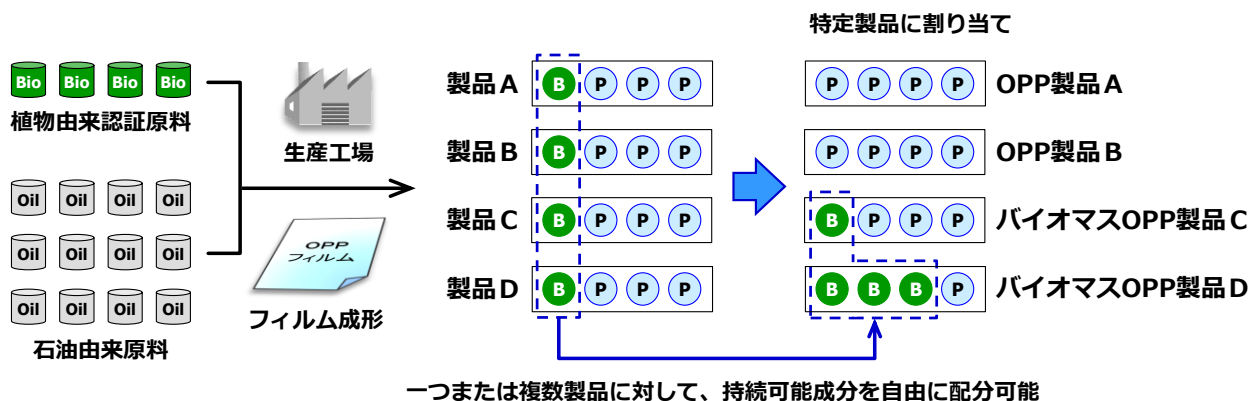 特定製品に割り当て
Bio Bio Bio Bio
植物由来認証原料
Oil Oil Oil Oil
Oil Oil Oil Oil
Oil Oil Oil Oil
石油由来原料
生産工場
OPP
フィルム
フィルム成形
製品A B P P P
製品B B P P P
製品C B P P P
製品D B P P P
P P P P OPP製品A
P P P P OPP製品B
B P P P バイオマスOPP製品C
B B B P バイオマスOPP製品D
一つまたは複数製品に対して、持続可能成分を自由に配分可能